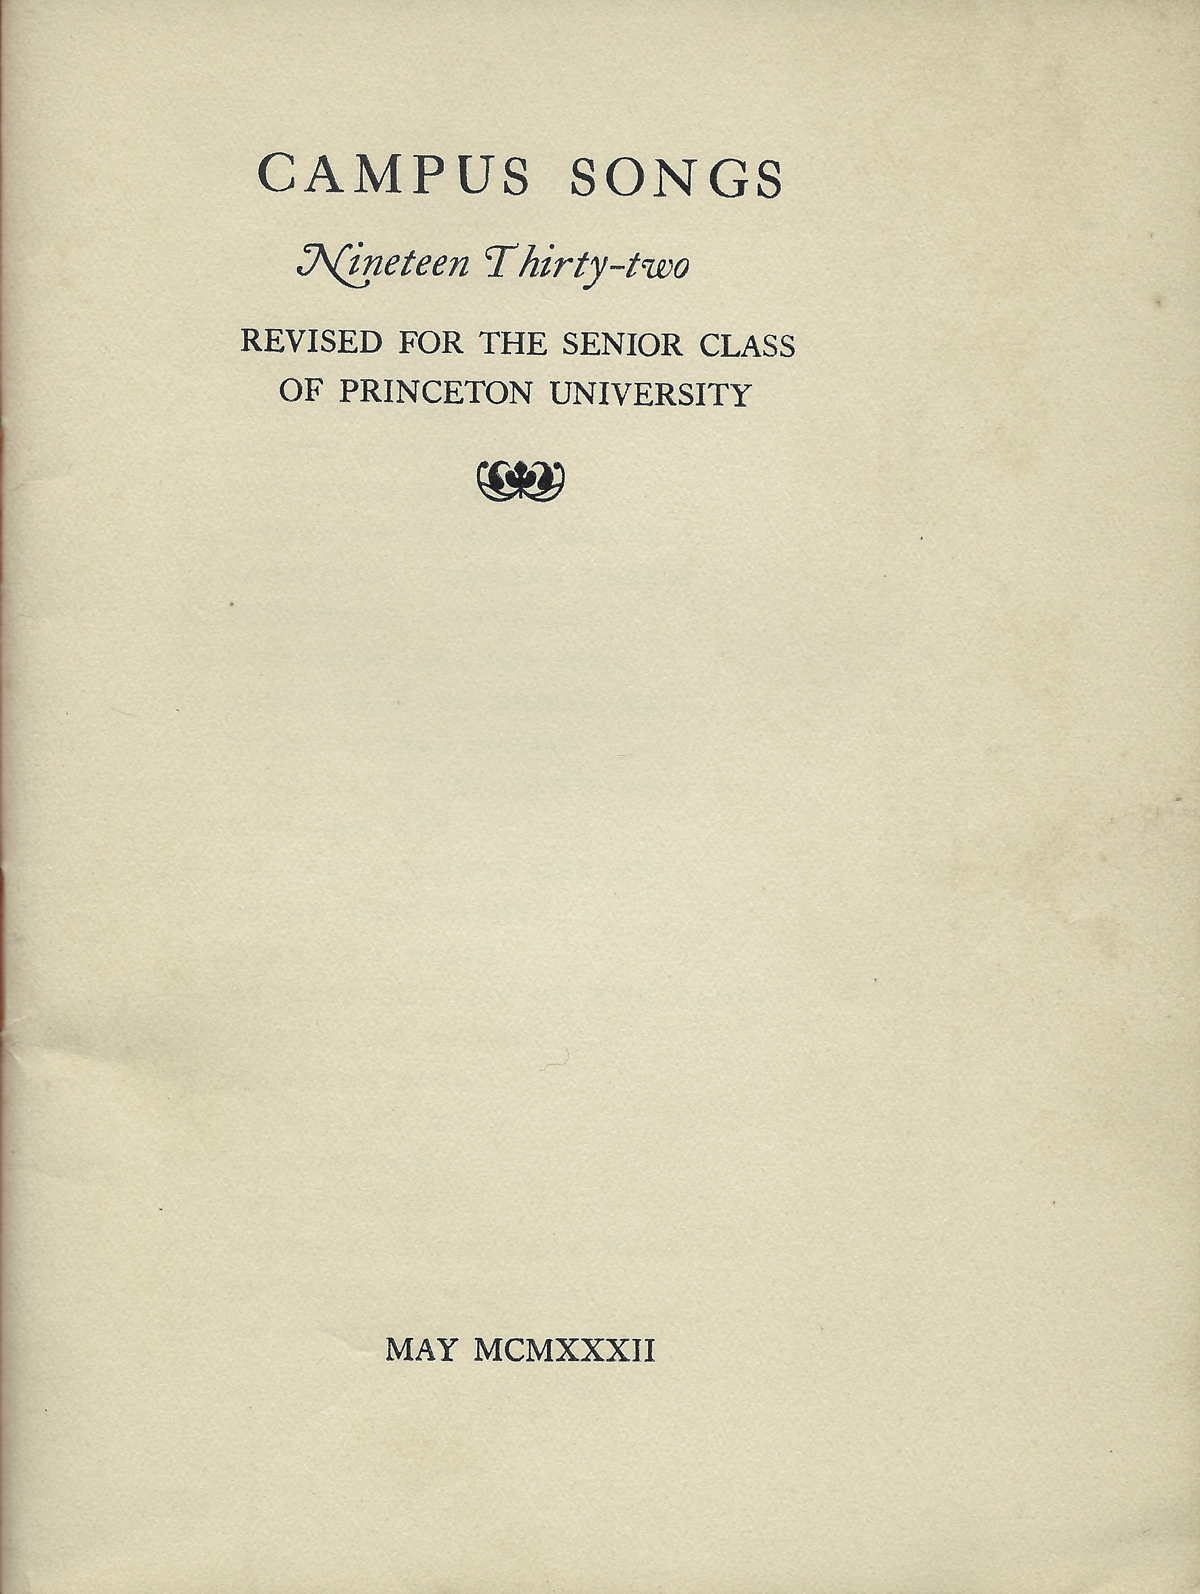 CAMPUS SONGS
Nineteen Thirty-two
REVISED FOR THE SENIOR CLASS
OF PRINCETON UNIVERSITY
MAY MCMXXXII